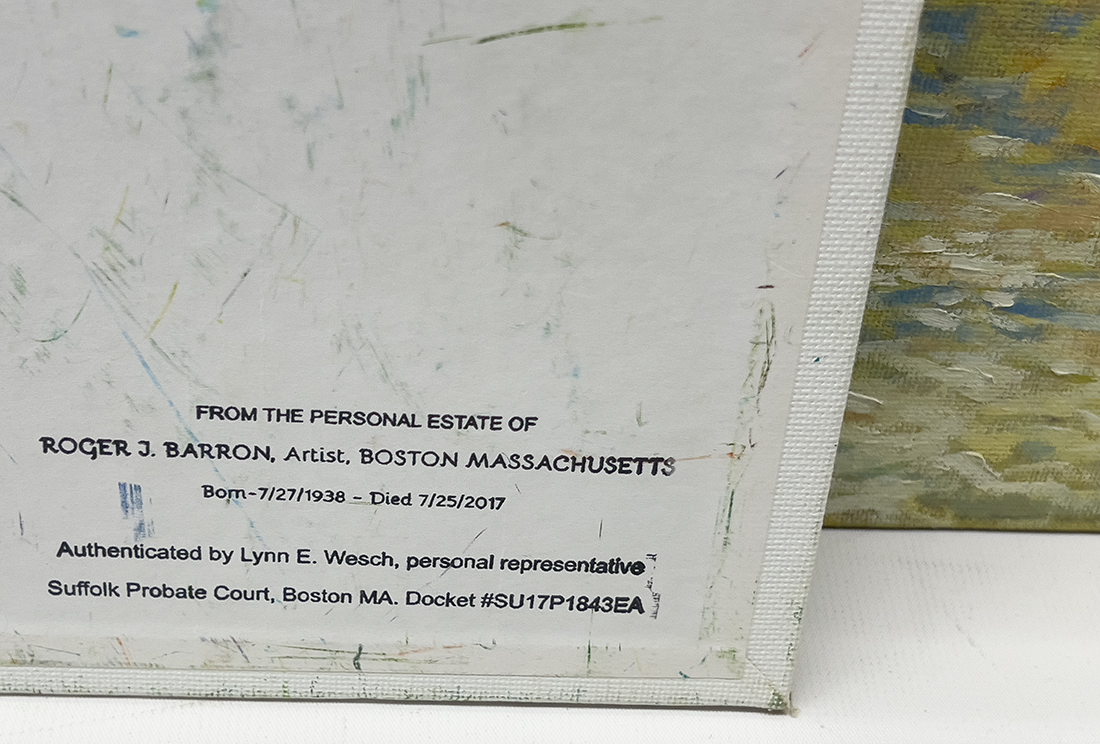 FROM THE PERSONAL ESTATE OF
ROGER J. BARRON, Artist, BOSTON MASSACHUSETTS
Born-7/27/1938 - Died 7/25/2017
Authenticated by Lynn E. Wesch, personal representative
Suffolk Probate Court, Boston MA. Docket #SU17P1843EA